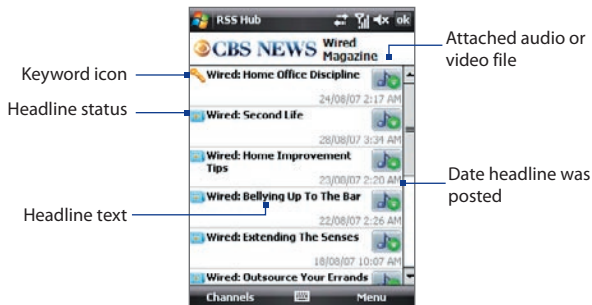 RSS Hub
ok
CBS NEWS Wired
Magazine
Wired: Home Office Discipline
24/08/07 2:17 AM
Wired: Second Life
28/08/07 3:34 AM
Wired: Home Improvement
Tips
23/08/07 2:20 AM
Wired: Bellying Up To The Bar
22/08/07 2:26 AM
Wired: Extending The Senses
18/08/07 10:07 AM
Wired: Outsource Your Errands
Channels
Menu
Keyword icon
Headline status
Headline text
Attached audio or
video file
Date headline was
posted